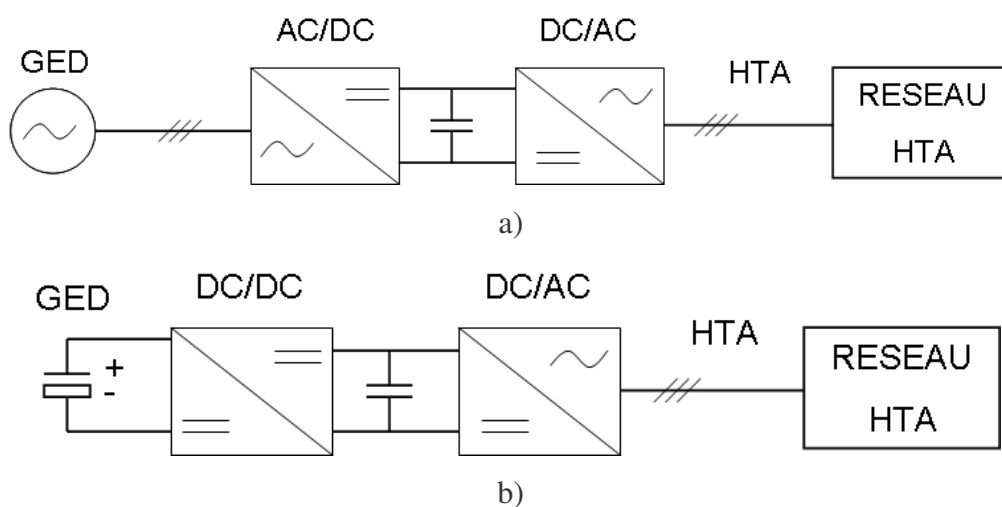 AC/DC
DC/AC
GED
HTA
RESEAU
HTA
a)
DC/DC
DC/AC
GED
HTA
+
-
RESEAU
HTA
b)